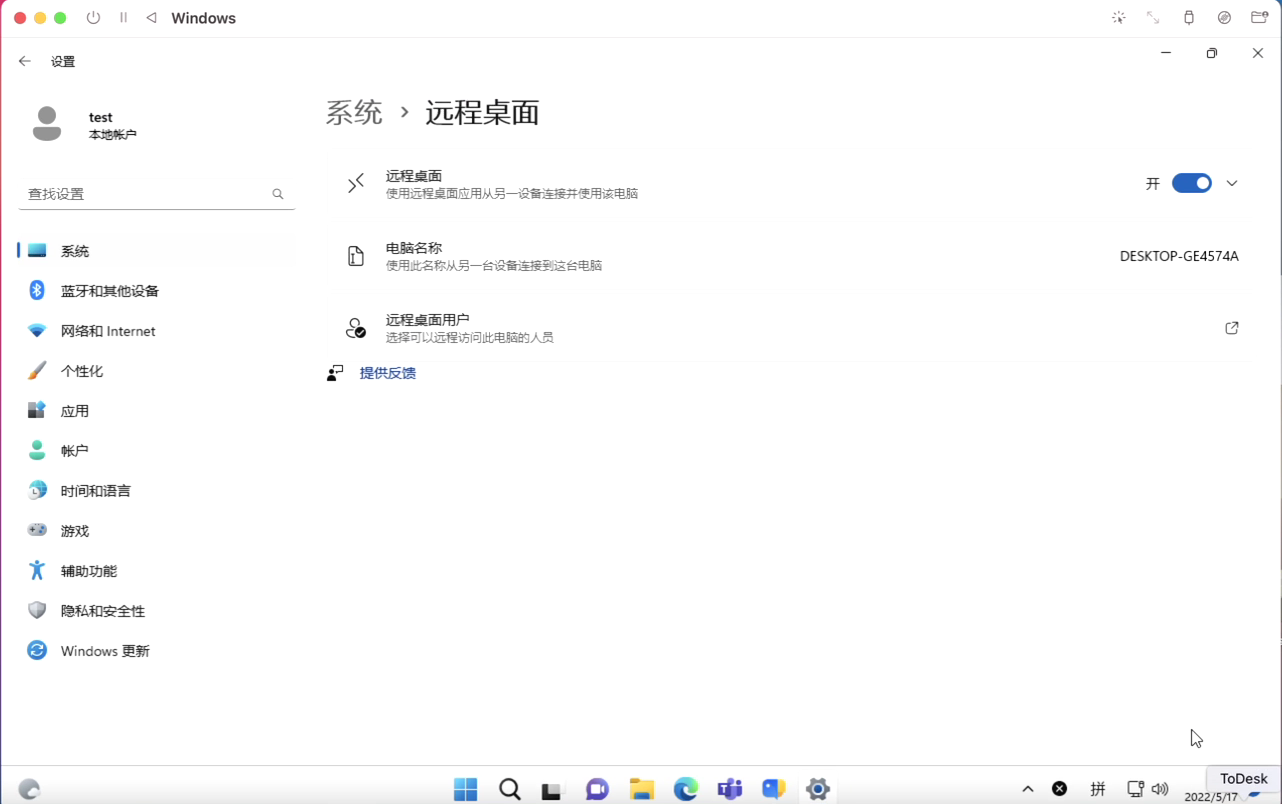 Windows
设置
test
本地帐户
查找设置
系统
蓝牙和其他设备
网络和 Internet
个性化
应用
帐户
时间和语言
游戏
辅助功能
隐私和安全性
Windows 更新
系统 › 远程桌面
远程桌面
使用远程桌面应用从另一设备连接并使用该电脑
开
电脑名称
使用此名称从另一台设备连接到这台电脑
DESKTOP-GE4574A
远程桌面用户
选择可以远程访问此电脑的人员
提供反馈
拼
ToDesk
2022/5/17